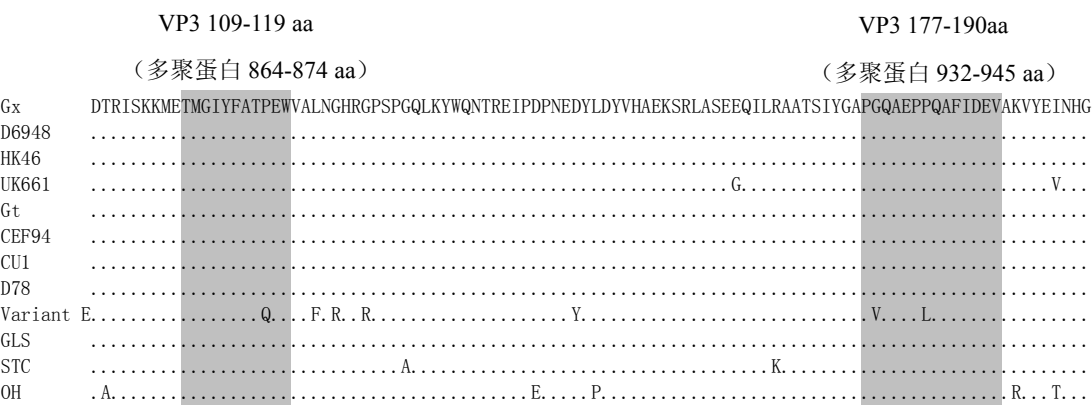 VP3 109-119 aa
VP3 177-190aa
（多聚蛋白 864-874 aa）
（多聚蛋白 932-945 aa）
Gx DTRISKKMETMGIYFATPEWVALNGHRGPSPGQLKYWQNTREIPDPNEDYLDYVHAEKSRLASEEQILRAATSIYGAPGQAEPPQAFIDEVAKVYEINHG
D6948 ....................................................................................................
HK46 ....................................................................................................
UK661 ................................................................G...............................V...
Gt ....................................................................................................
CEF94 ....................................................................................................
CU1 ....................................................................................................
D78 ....................................................................................................
Variant E.................Q....F.R..R....................Y.............................V....L................
GLS ....................................................................................................
STC ...............................A....................................K...............................
OH .A..........................................E.....P.........................................R...T...